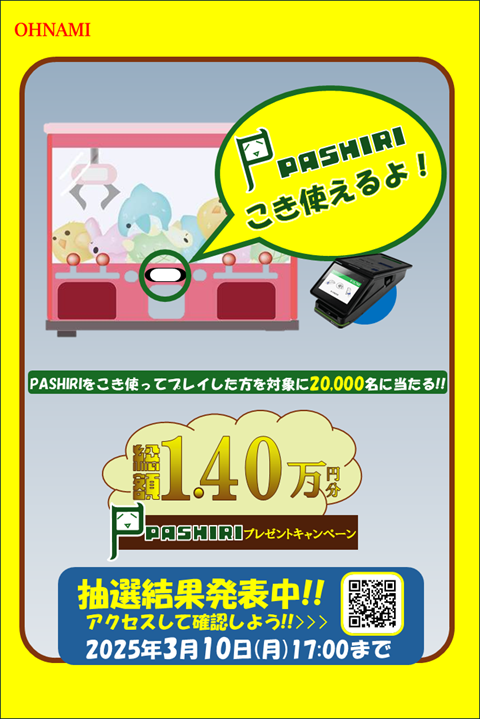 OHNAMI
PASHIRI
こき使えるよ！
PASHIRIをこき使ってプレイした方を対象に20,000名に当たる!!
総額1.40万円分
PASHIRIプレゼントキャンペーン
抽選結果発表中!!
アクセスして確認しよう!!>>>
2025年3月10日(月)17:00まで